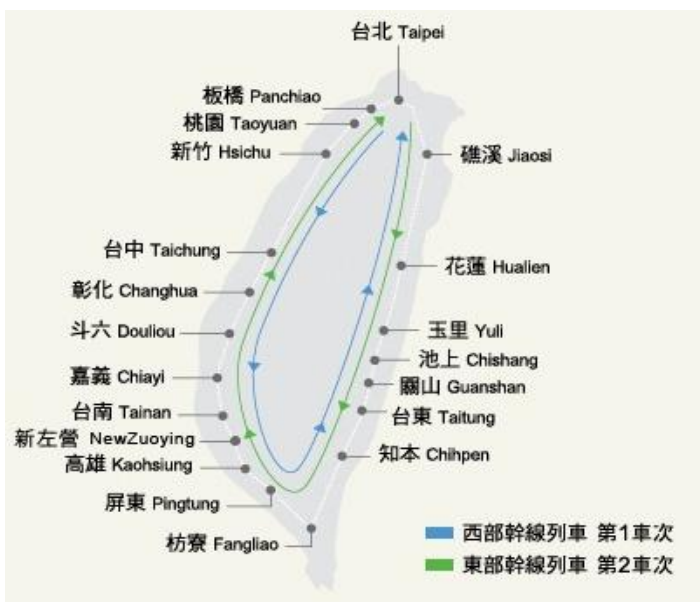 台北 Taipei
板橋 Panchiao
桃園 Taoyuan
新竹 Hsichu
礁溪 Jiaosi
台中 Taichung
花蓮 Hualien
彰化 Changhua
斗六 Douliou
玉里 Yuli
池上 Chishang
嘉義 Chiayi
關山 Guanshan
台南 Tainan
台東 Taitung
新左營 NewZuoying
知本 Chihpen
高雄 Kaohsiung
屏東 Pingtung
枋寮 Fangliao
西部幹線列車 第1車次
東部幹線列車 第2車次